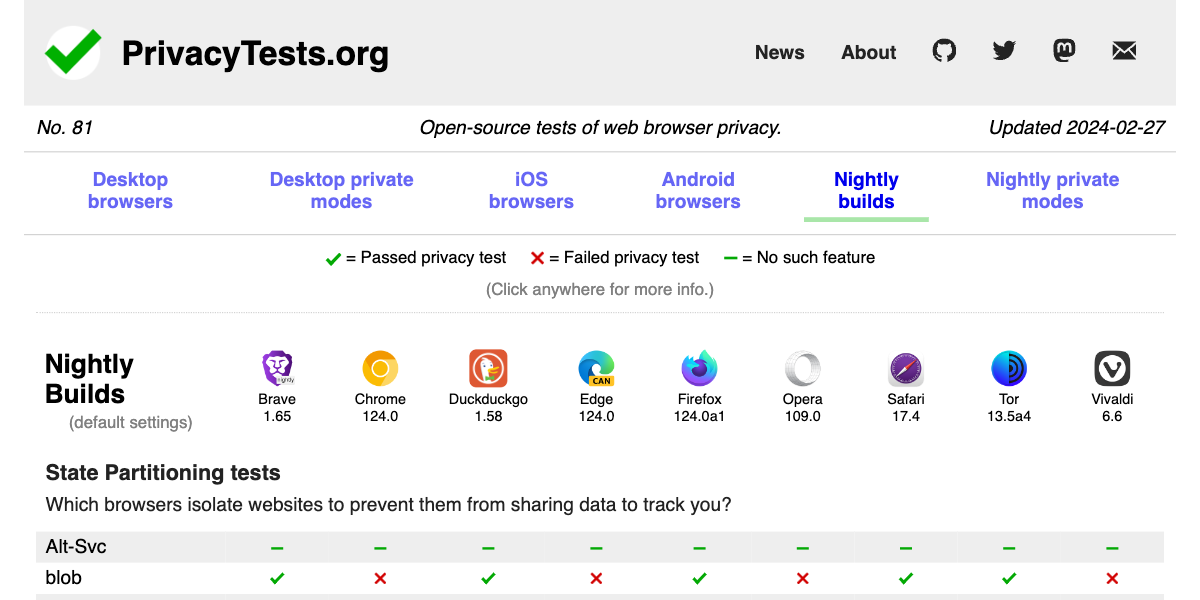 PrivacyTests.org
News About
No. 81 Open-source tests of web browser privacy. Updated 2024-02-27
Desktop browsers Desktop private modes iOS browsers Android browsers Nightly builds Nightly private modes
✓ = Passed privacy test ✕ = Failed privacy test – = No such feature
(Click anywhere for more info.)
Nightly Builds
(default settings)
CAN
Brave Chrome Duckduckgo Edge Firefox Opera Safari Tor Vivaldi
1.65 124.0 1.58 124.0 124.0a1 109.0 17.4 13.5a4 6.6
State Partitioning tests
Which browsers isolate websites to prevent them from sharing data to track you?
Alt-Svc – – – – – – – – –
blob ✓ ✕ ✓ ✕ ✓ ✕ ✓ ✓ ✕